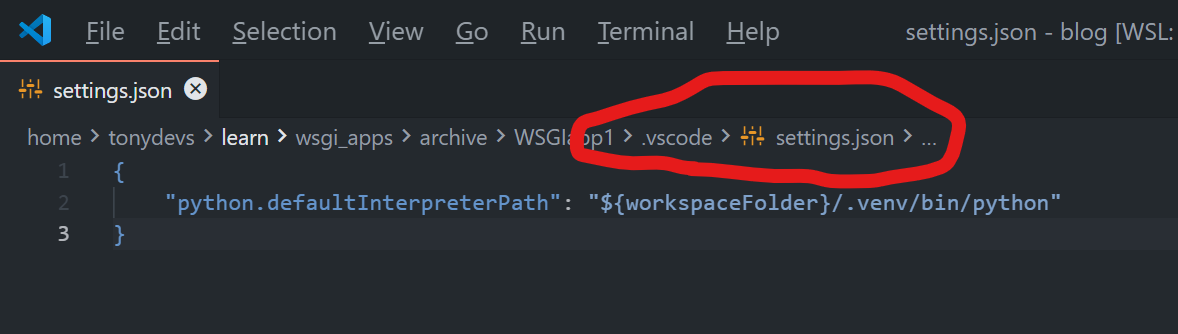 File Edit Selection View Go Run Terminal Help settings.json - blog [WSL:
settings.json
home > tonydevs > learn > wsgi_apps > archive > WSGIapp1 > .vscode > settings.json > ...
1 {
2 "python.defaultInterpreterPath": "${workspaceFolder}/.venv/bin/python"
3 }